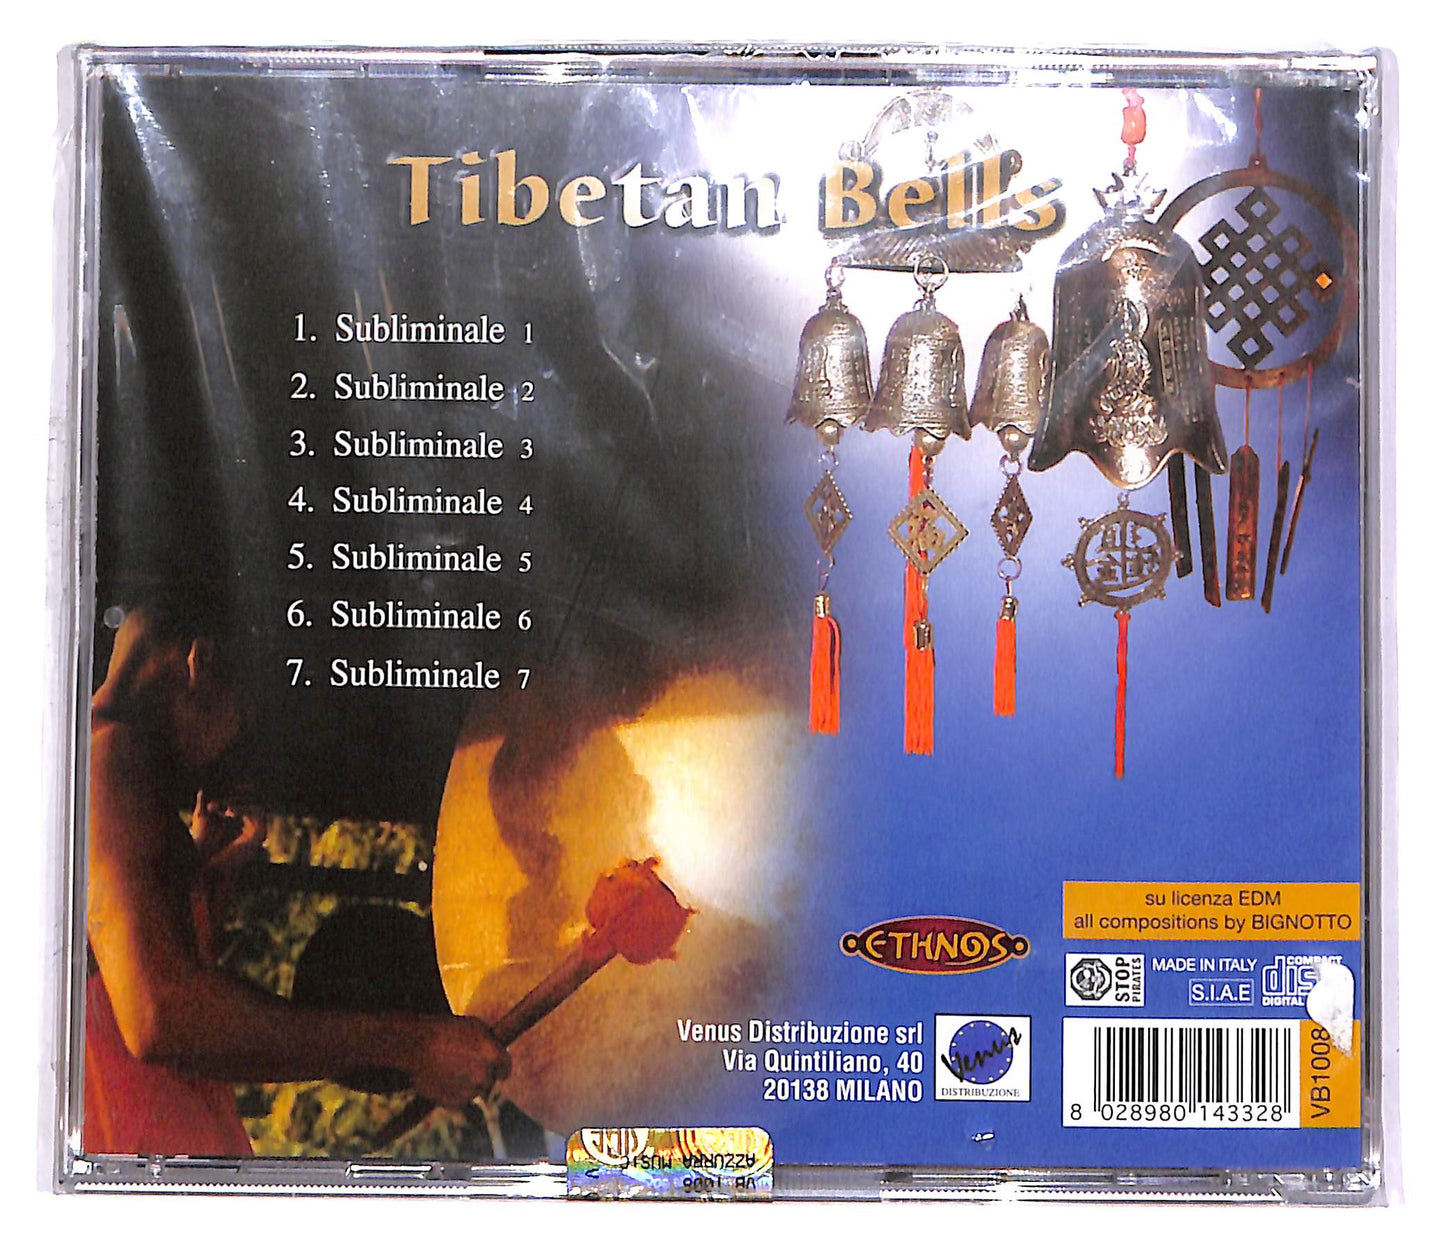 Tibetan Bells
1. Subliminale 1
2. Subliminale 2
3. Subliminale 3
4. Subliminale 4
5. Subliminale 5
6. Subliminale 6
7. Subliminale 7
su licenza EDM
all compositions by BIGNOTTO
ETHNOS
STOP
PIRATES
MADE IN ITALY
S.I.A.E
COMPACT
DIGITAL
Venus Distribuzione srl
Via Quintiliano, 40
20138 MILANO
Venus
DISTRIBUZIONE
8 028980 143328
VB1008
AZZURRA MUSIC
VB 1008
福